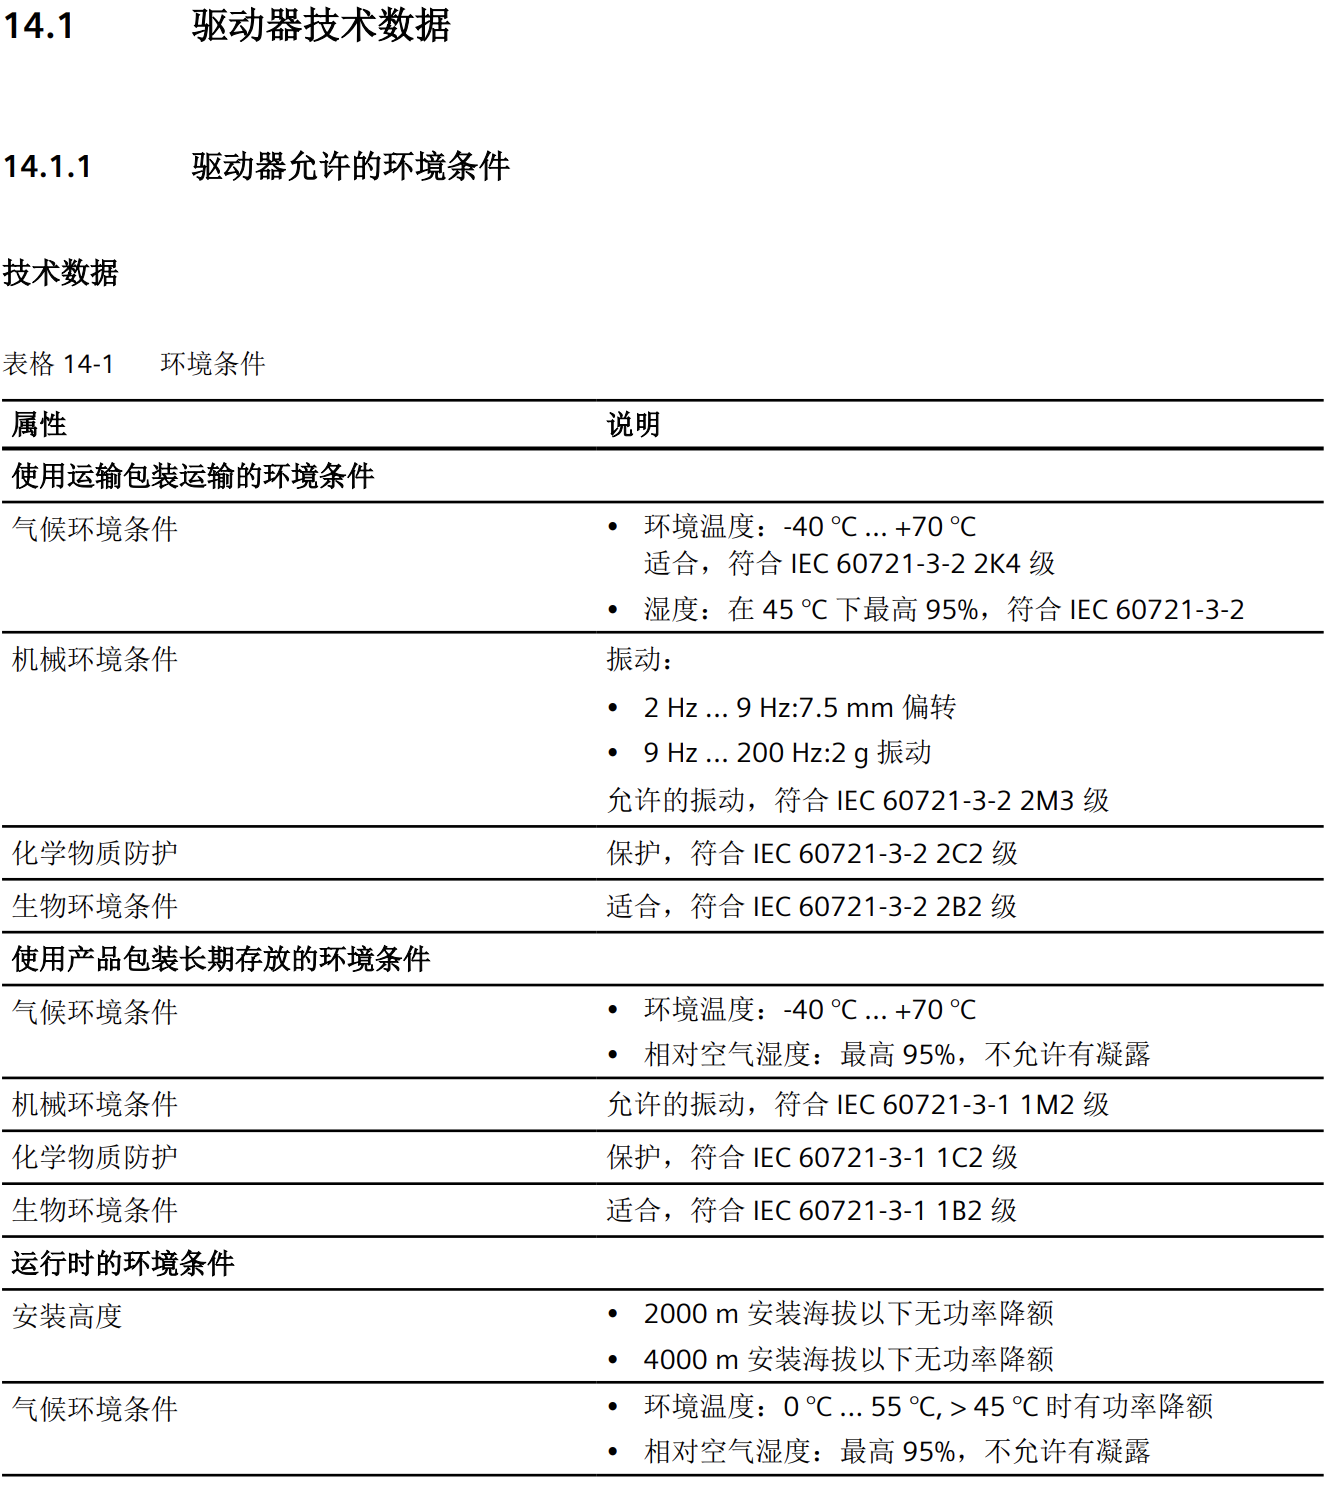 14.1 驱动器技术数据
14.1.1 驱动器允许的环境条件
技术数据
表格 14-1 环境条件
属性 说明
使用运输包装运输的环境条件
气候环境条件 • 环境温度：-40 °C ... +70 °C
适合，符合 IEC 60721-3-2 2K4 级
• 湿度：在 45 °C 下最高 95%，符合 IEC 60721-3-2
机械环境条件 振动：
• 2 Hz ... 9 Hz:7.5 mm 偏转
• 9 Hz ... 200 Hz:2 g 振动
允许的振动，符合 IEC 60721-3-2 2M3 级
化学物质防护 保护，符合 IEC 60721-3-2 2C2 级
生物环境条件 适合，符合 IEC 60721-3-2 2B2 级
使用产品包装长期存放的环境条件
气候环境条件 • 环境温度：-40 °C ... +70 °C
• 相对空气湿度：最高 95%，不允许有凝露
机械环境条件 允许的振动，符合 IEC 60721-3-1 1M2 级
化学物质防护 保护，符合 IEC 60721-3-1 1C2 级
生物环境条件 适合，符合 IEC 60721-3-1 1B2 级
运行时的环境条件
安装高度 • 2000 m 安装海拔以下无功率降额
• 4000 m 安装海拔以下无功率降额
气候环境条件 • 环境温度：0 °C ... 55 °C, > 45 °C 时有功率降额
• 相对空气湿度：最高 95%，不允许有凝露